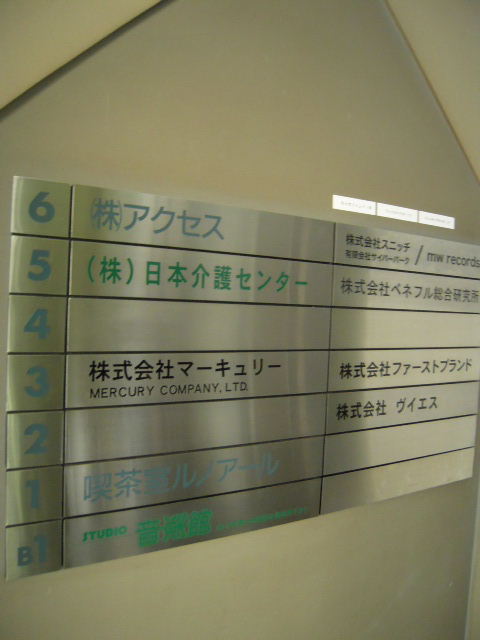 6 (株)アクセス 株式会社スニッチ
有限会社サイバーパーク / mw records
5 (株)日本介護センター 株式会社ベネフル総合研究所
4
3 株式会社マーキュリー 株式会社ファーストブランド
MERCURY COMPANY, LTD.
2 株式会社 ヴイエス
1 喫茶室ルノアール
B1 STUDIO 音楽館